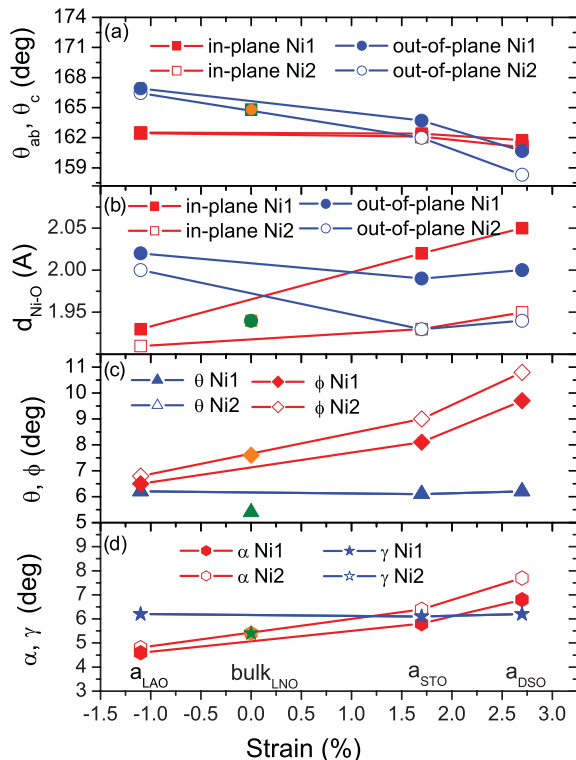 174
171
168
165
162
159
θab, θc (deg)
(a)
in-plane Ni1
out-of-plane Ni1
in-plane Ni2
out-of-plane Ni2
2.05
2.00
1.95
dNi-O (A)
(b)
in-plane Ni1
out-of-plane Ni1
in-plane Ni2
out-of-plane Ni2
11
10
9
8
7
6
5
θ, ϕ (deg)
(c)
θ Ni1
ϕ Ni1
θ Ni2
ϕ Ni2
9
8
7
6
5
4
3
α, γ (deg)
(d)
α Ni1
γ Ni1
α Ni2
γ Ni2
aLAO
bulkLNO
aSTO
aDSO
-1.5 -1.0 -0.5 0.0 0.5 1.0 1.5 2.0 2.5 3.0
Strain (%)